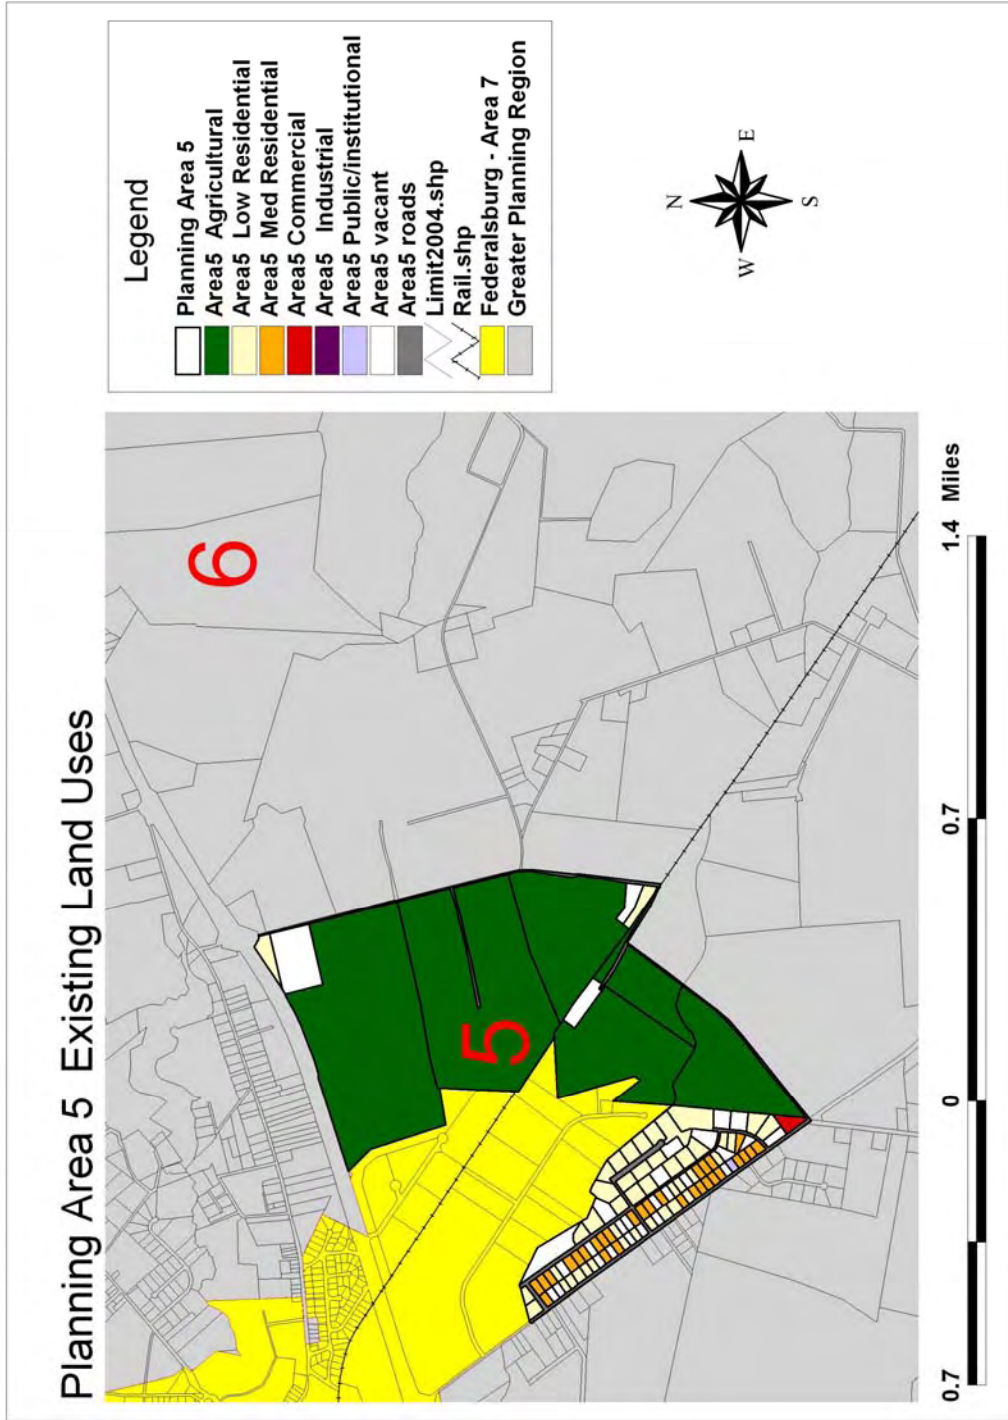 Planning Area 5 Existing Land Uses
6
5
Legend
Planning Area 5
Area5 Agricultural
Area5 Low Residential
Area5 Med Residential
Area5 Commercial
Area5 Industrial
Area5 Public/institutional
Area5 vacant
Area5 roads
Limit2004.shp
Rail.shp
Federalsburg - Area 7
Greater Planning Region
N
W
E
S
0.7 0 0.7 1.4 Miles